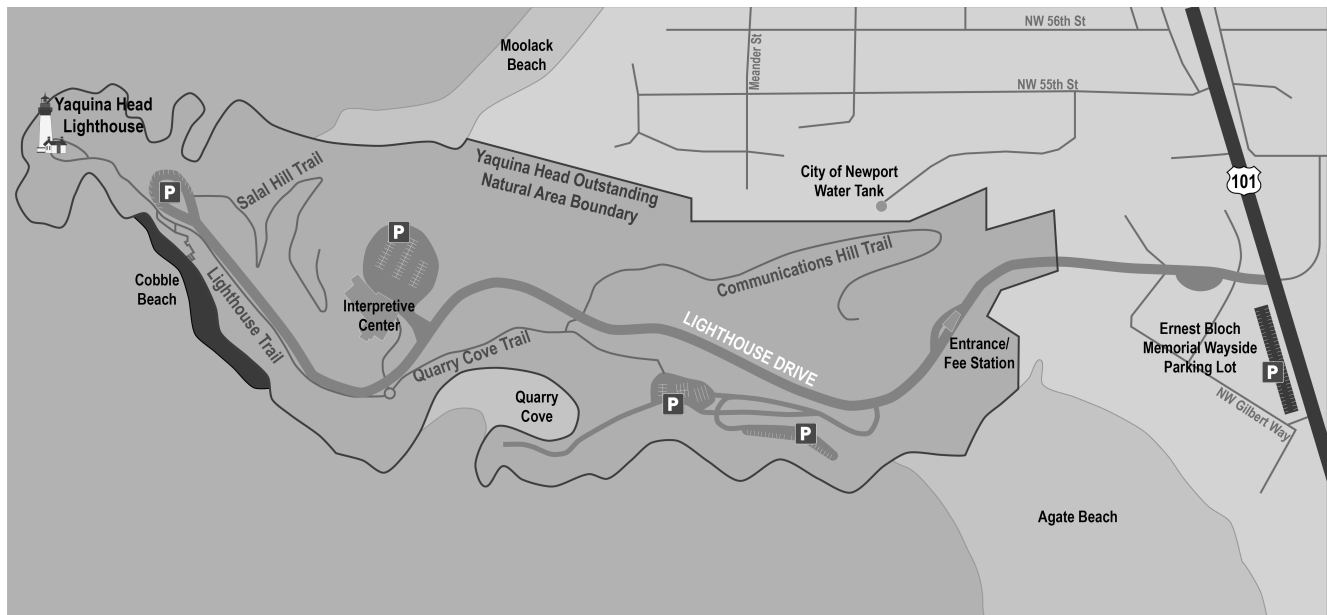 NW 56th St
Moolack
Beach
Meander St
NW 55th St
Yaquina Head
Lighthouse
Yaquina Head Outstanding
Natural Area Boundary
City of Newport
Water Tank
101
P
Salal Hill Trail
P
Communications Hill Trail
Cobble
Beach
Lighthouse Trail
Interpretive
Center
LIGHTHOUSE DRIVE
Quarry Cove Trail
Entrance/
Fee Station
Ernest Bloch
Memorial Wayside
Parking Lot
P
Quarry
Cove
P
P
NW Gilbert Way
Agate Beach